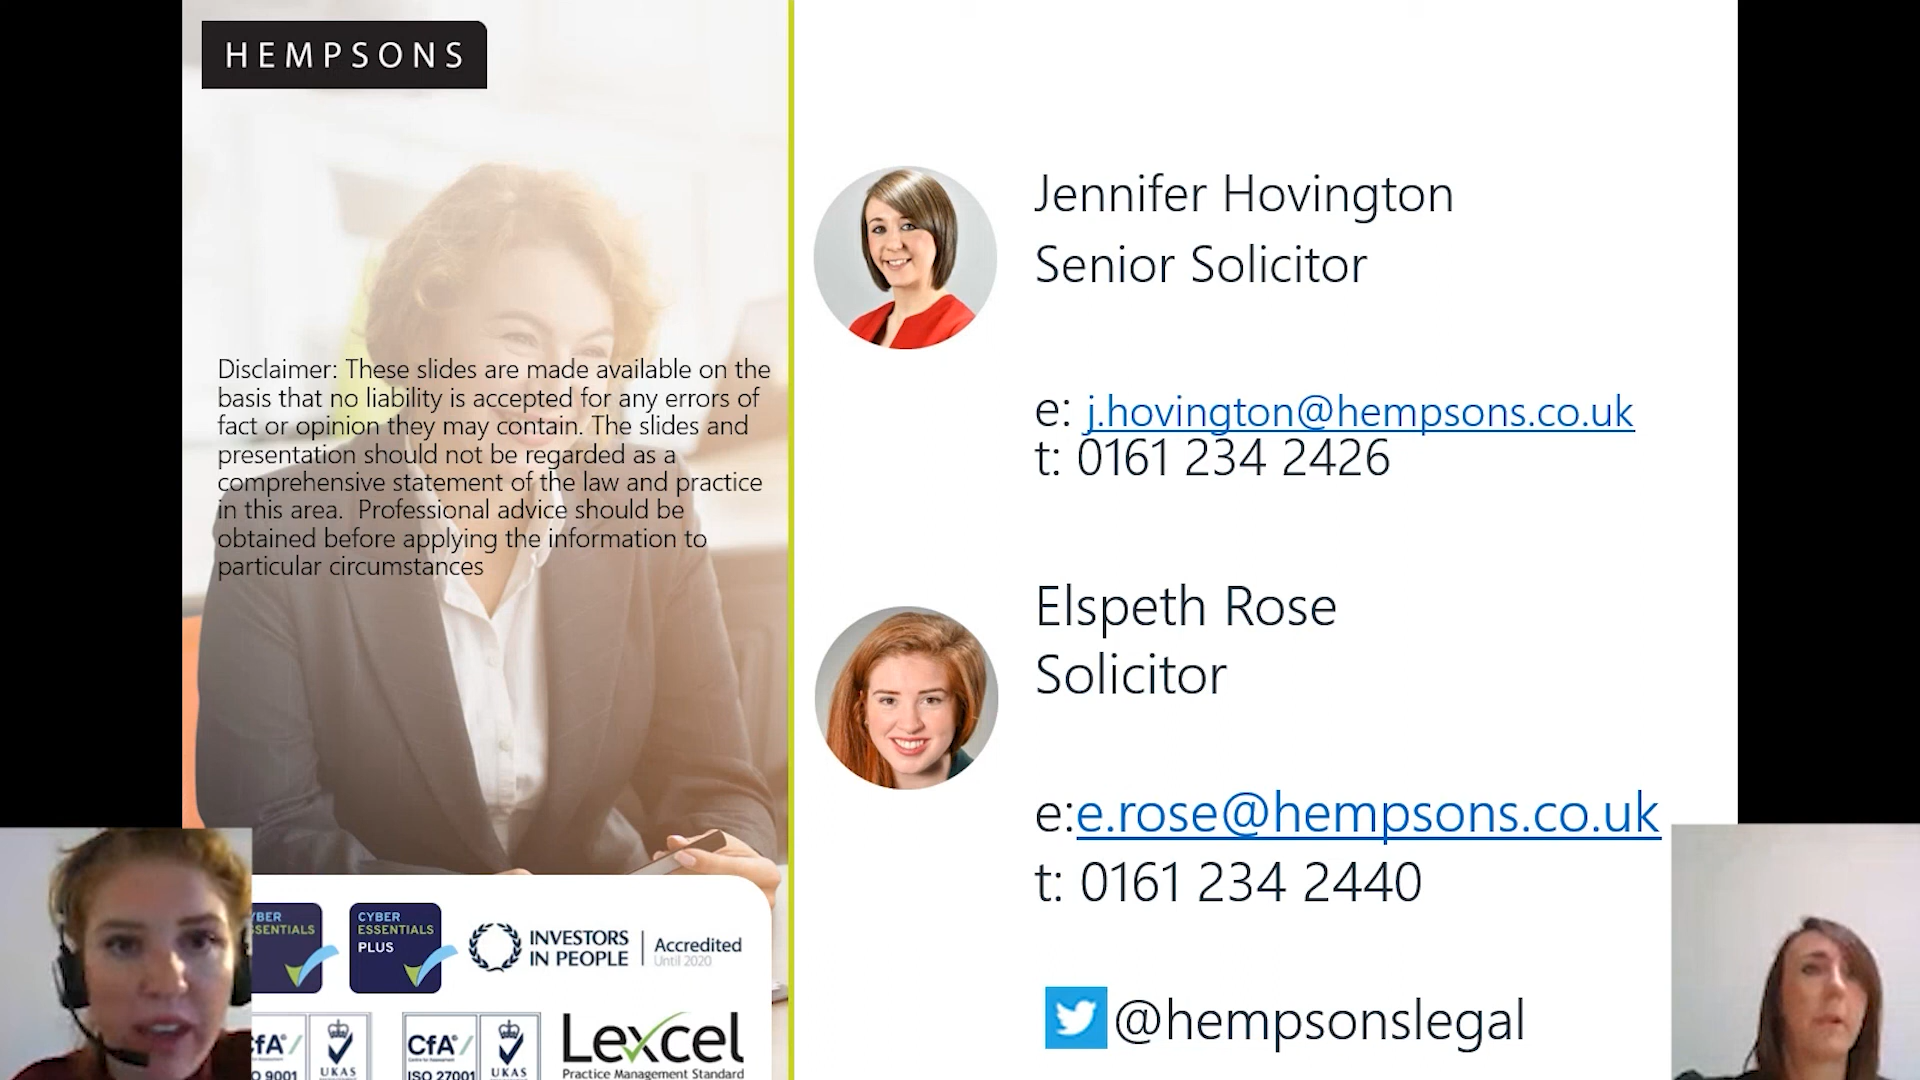 HEMPSONS
Disclaimer: These slides are made available on the
basis that no liability is accepted for any errors of
fact or opinion they may contain. The slides and
presentation should not be regarded as a
comprehensive statement of the law and practice
in this area.  Professional advice should be
obtained before applying the information to
particular circumstances
Jennifer Hovington
Senior Solicitor
e: j.hovington@hempsons.co.uk
t: 0161 234 2426
Elspeth Rose
Solicitor
e:e.rose@hempsons.co.uk
t: 0161 234 2440
@hempsonslegal
CYBER
ESSENTIALS
PLUS
INVESTORS
IN PEOPLE
Accredited
Until 2020
UKAS
CfA
ISO 27001
UKAS
Lexcel
Practice Management Standard